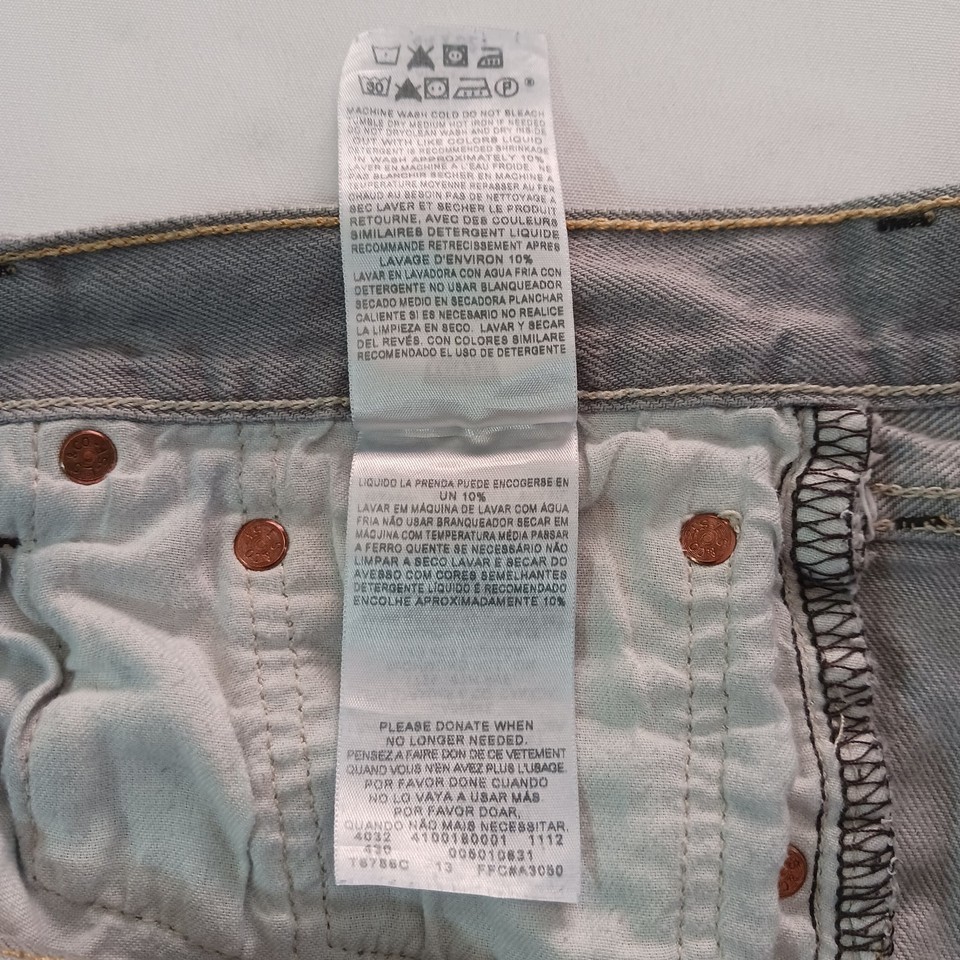 30
P
MACHINE WASH COLD DO NOT BLEACH
TUMBLE DRY MEDIUM HOT IRON IF NEEDED
DO NOT DRYCLEAN WASH AND DRY INSIDE
OUT WITH LIKE COLORS LIQUID
DETERGENT IS RECOMMENDED SHRINKAGE
IN WASH APPROXIMATELY 10%
LAVER EN MACHINE A L'EAU FROIDE. NE
PAS BLANCHIR SECHER EN MACHINE A
TEMPERATURE MOYENNE REPASSER AU FER
CHAUD AU BESOIN PAS DE NETTOYAGE A
SEC LAVER ET SECHER LE PRODUIT
RETOURNE, AVEC DES COULEURS
SIMILAIRES DETERGENT LIQUIDE
RECOMMANDE RETRECISSEMENT APRES
LAVAGE D'ENVIRON 10%
LAVAR EN LAVADORA CON AGUA FRIA CON
DETERGENTE NO USAR BLANQUEADOR
SECADO MEDIO EN SECADORA PLANCHAR
CALIENTE SI ES NECESARIO NO REALICE
LA LIMPIEZA EN SECO. LAVAR Y SECAR
DEL REVÉS. CON COLORES SIMILARE
RECOMENDADO EL USO DE DETERGENTE
LIQUIDO LA PRENDA PUEDE ENCOGERSE EN
UN 10%
LAVAR EM MÁQUINA DE LAVAR COM ÁGUA
FRIA NÃO USAR BRANQUEADOR SECAR EM
MÁQUINA COM TEMPERATURA MÉDIA PASSAR
A FERRO QUENTE SE NECESSÁRIO NÃO
LIMPAR A SECO LAVAR E SECAR DO
AVESSO COM CORES SEMELHANTES
DETERGENTE LÍQUIDO É RECOMENDADO
ENCOLHE APROXIMADAMENTE 10%
PLEASE DONATE WHEN
NO LONGER NEEDED.
PENSEZ A FAIRE DON DE CE VETEMENT
QUAND VOUS N'EN AVEZ PLUS L'USAGE
POR FAVOR DONE CUANDO
NO LO VAYA A USAR MÁS.
POR FAVOR DOAR,
QUANDO NÃO MAIS NECESSITAR.
4032 4100180001 1112
430 005010631
T6786C 13 FFC#A3050